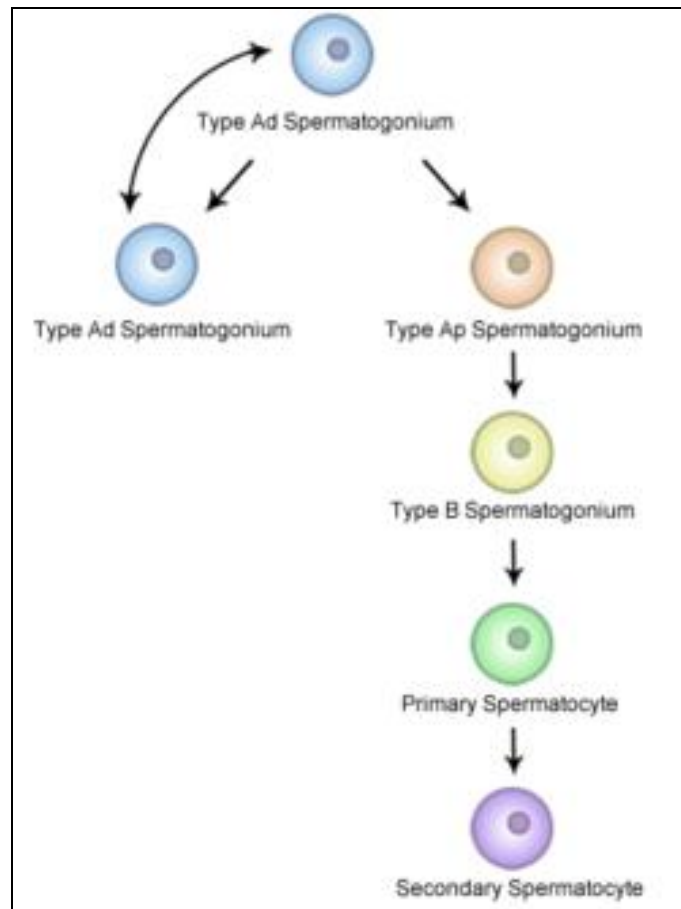 Type Ad Spermatogonium
Type Ad Spermatogonium
Type Ap Spermatogonium
Type B Spermatogonium
Primary Spermatocyte
Secondary Spermatocyte